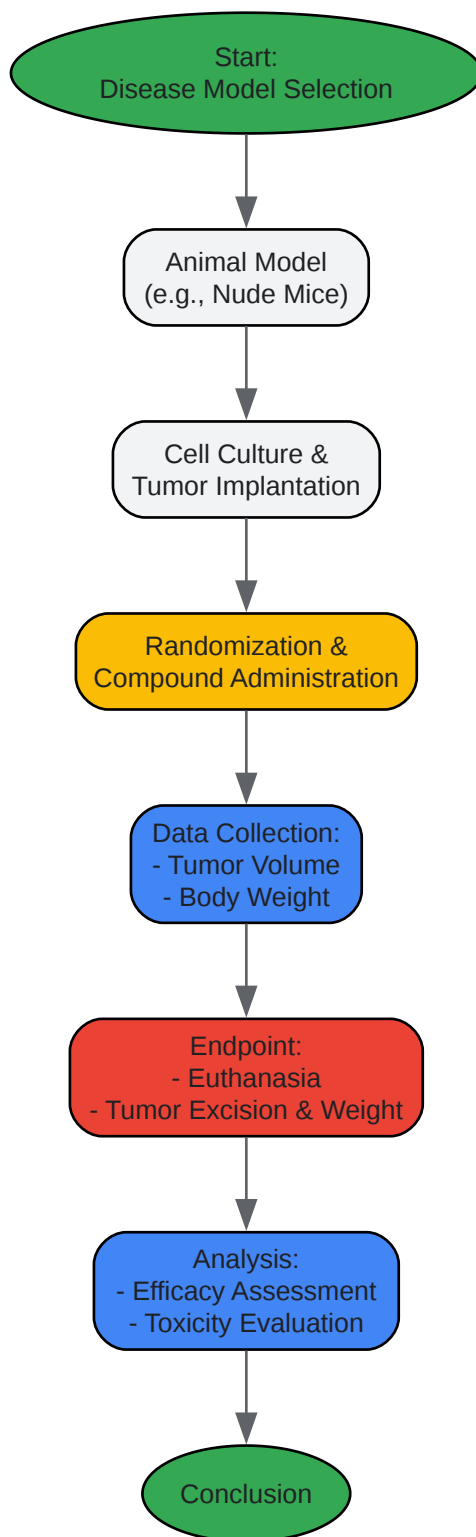 Start:
Disease Model Selection
Animal Model
(e.g., Nude Mice)
Cell Culture &
Tumor Implantation
Randomization &
Compound Administration
Data Collection:
- Tumor Volume
- Body Weight
Endpoint:
- Euthanasia
- Tumor Excision & Weight
Analysis:
- Efficacy Assessment
- Toxicity Evaluation
Conclusion